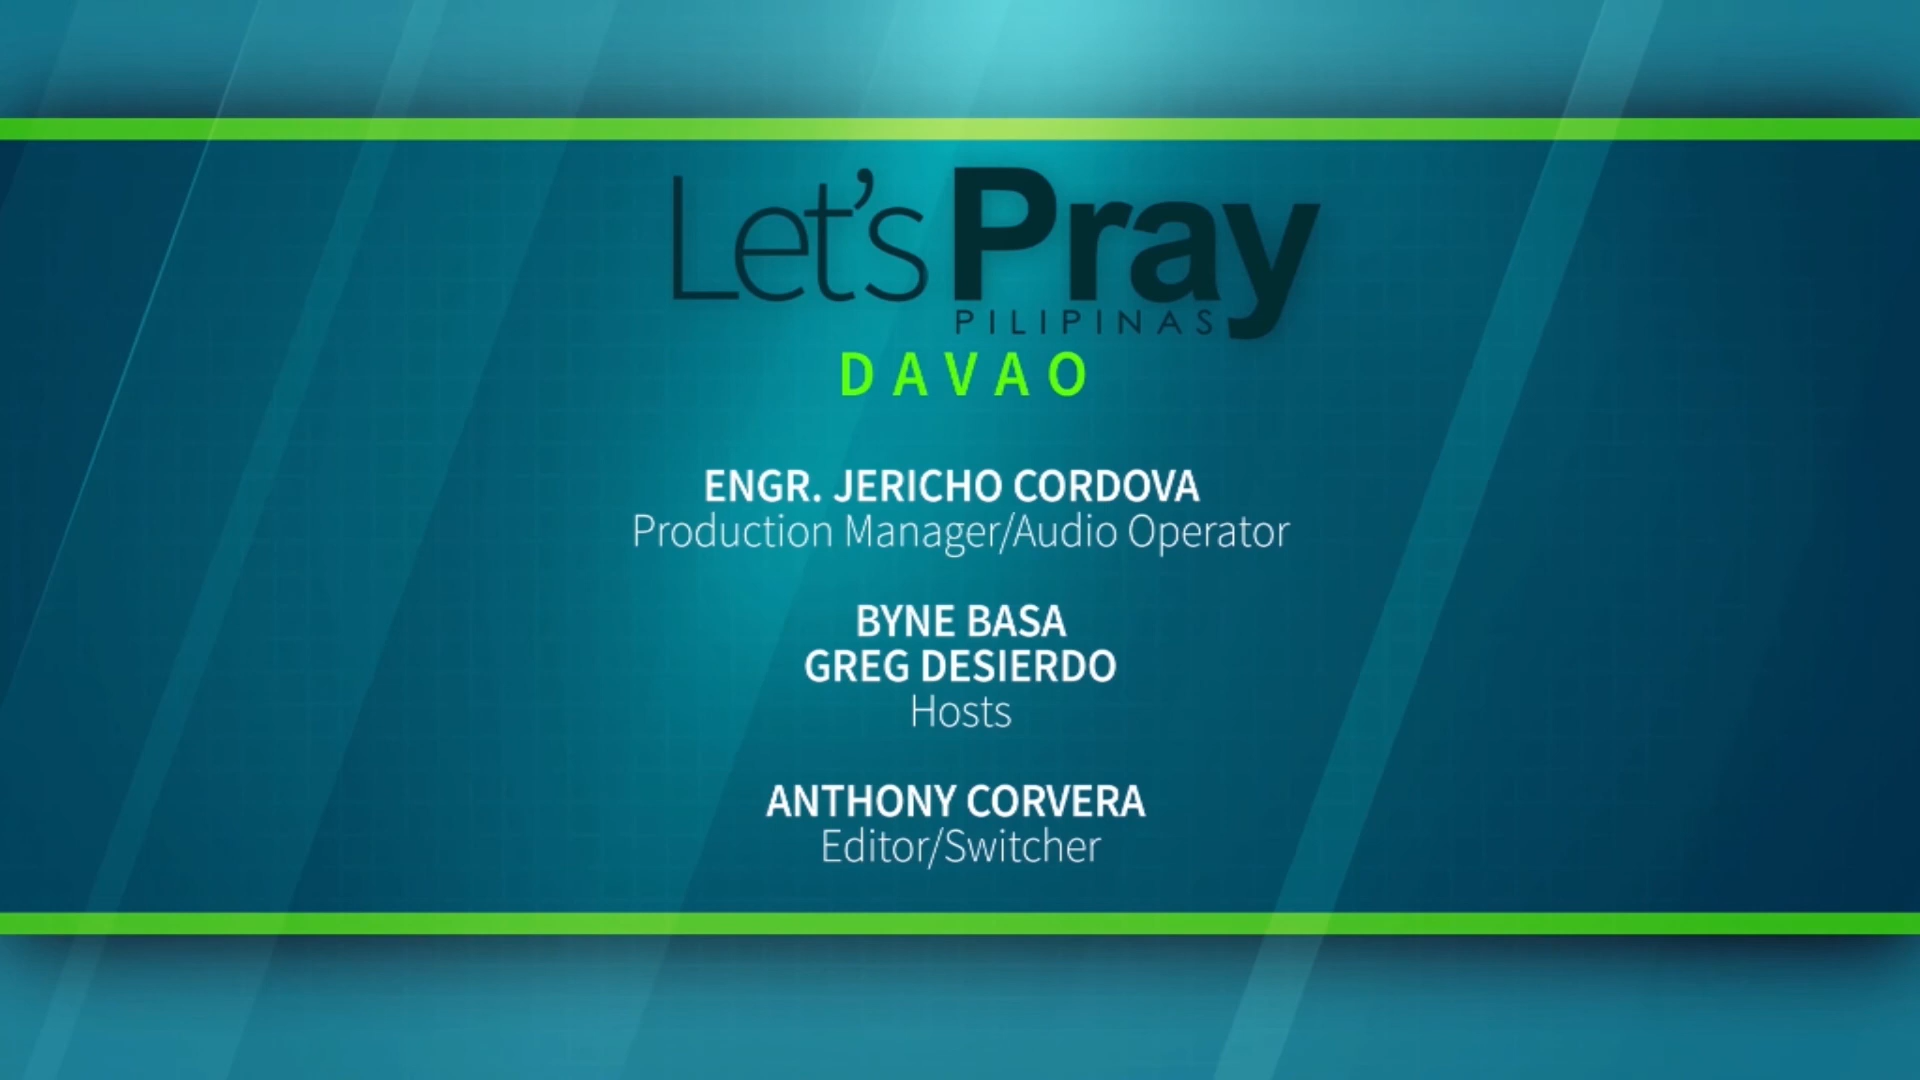 Let's Pray
PILIPINAS
DAVAO
ENGR. JERICHO CORDOVA
Production Manager/Audio Operator
BYNE BASA
GREG DESIERDO
Hosts
ANTHONY CORVERA
Editor/Switcher